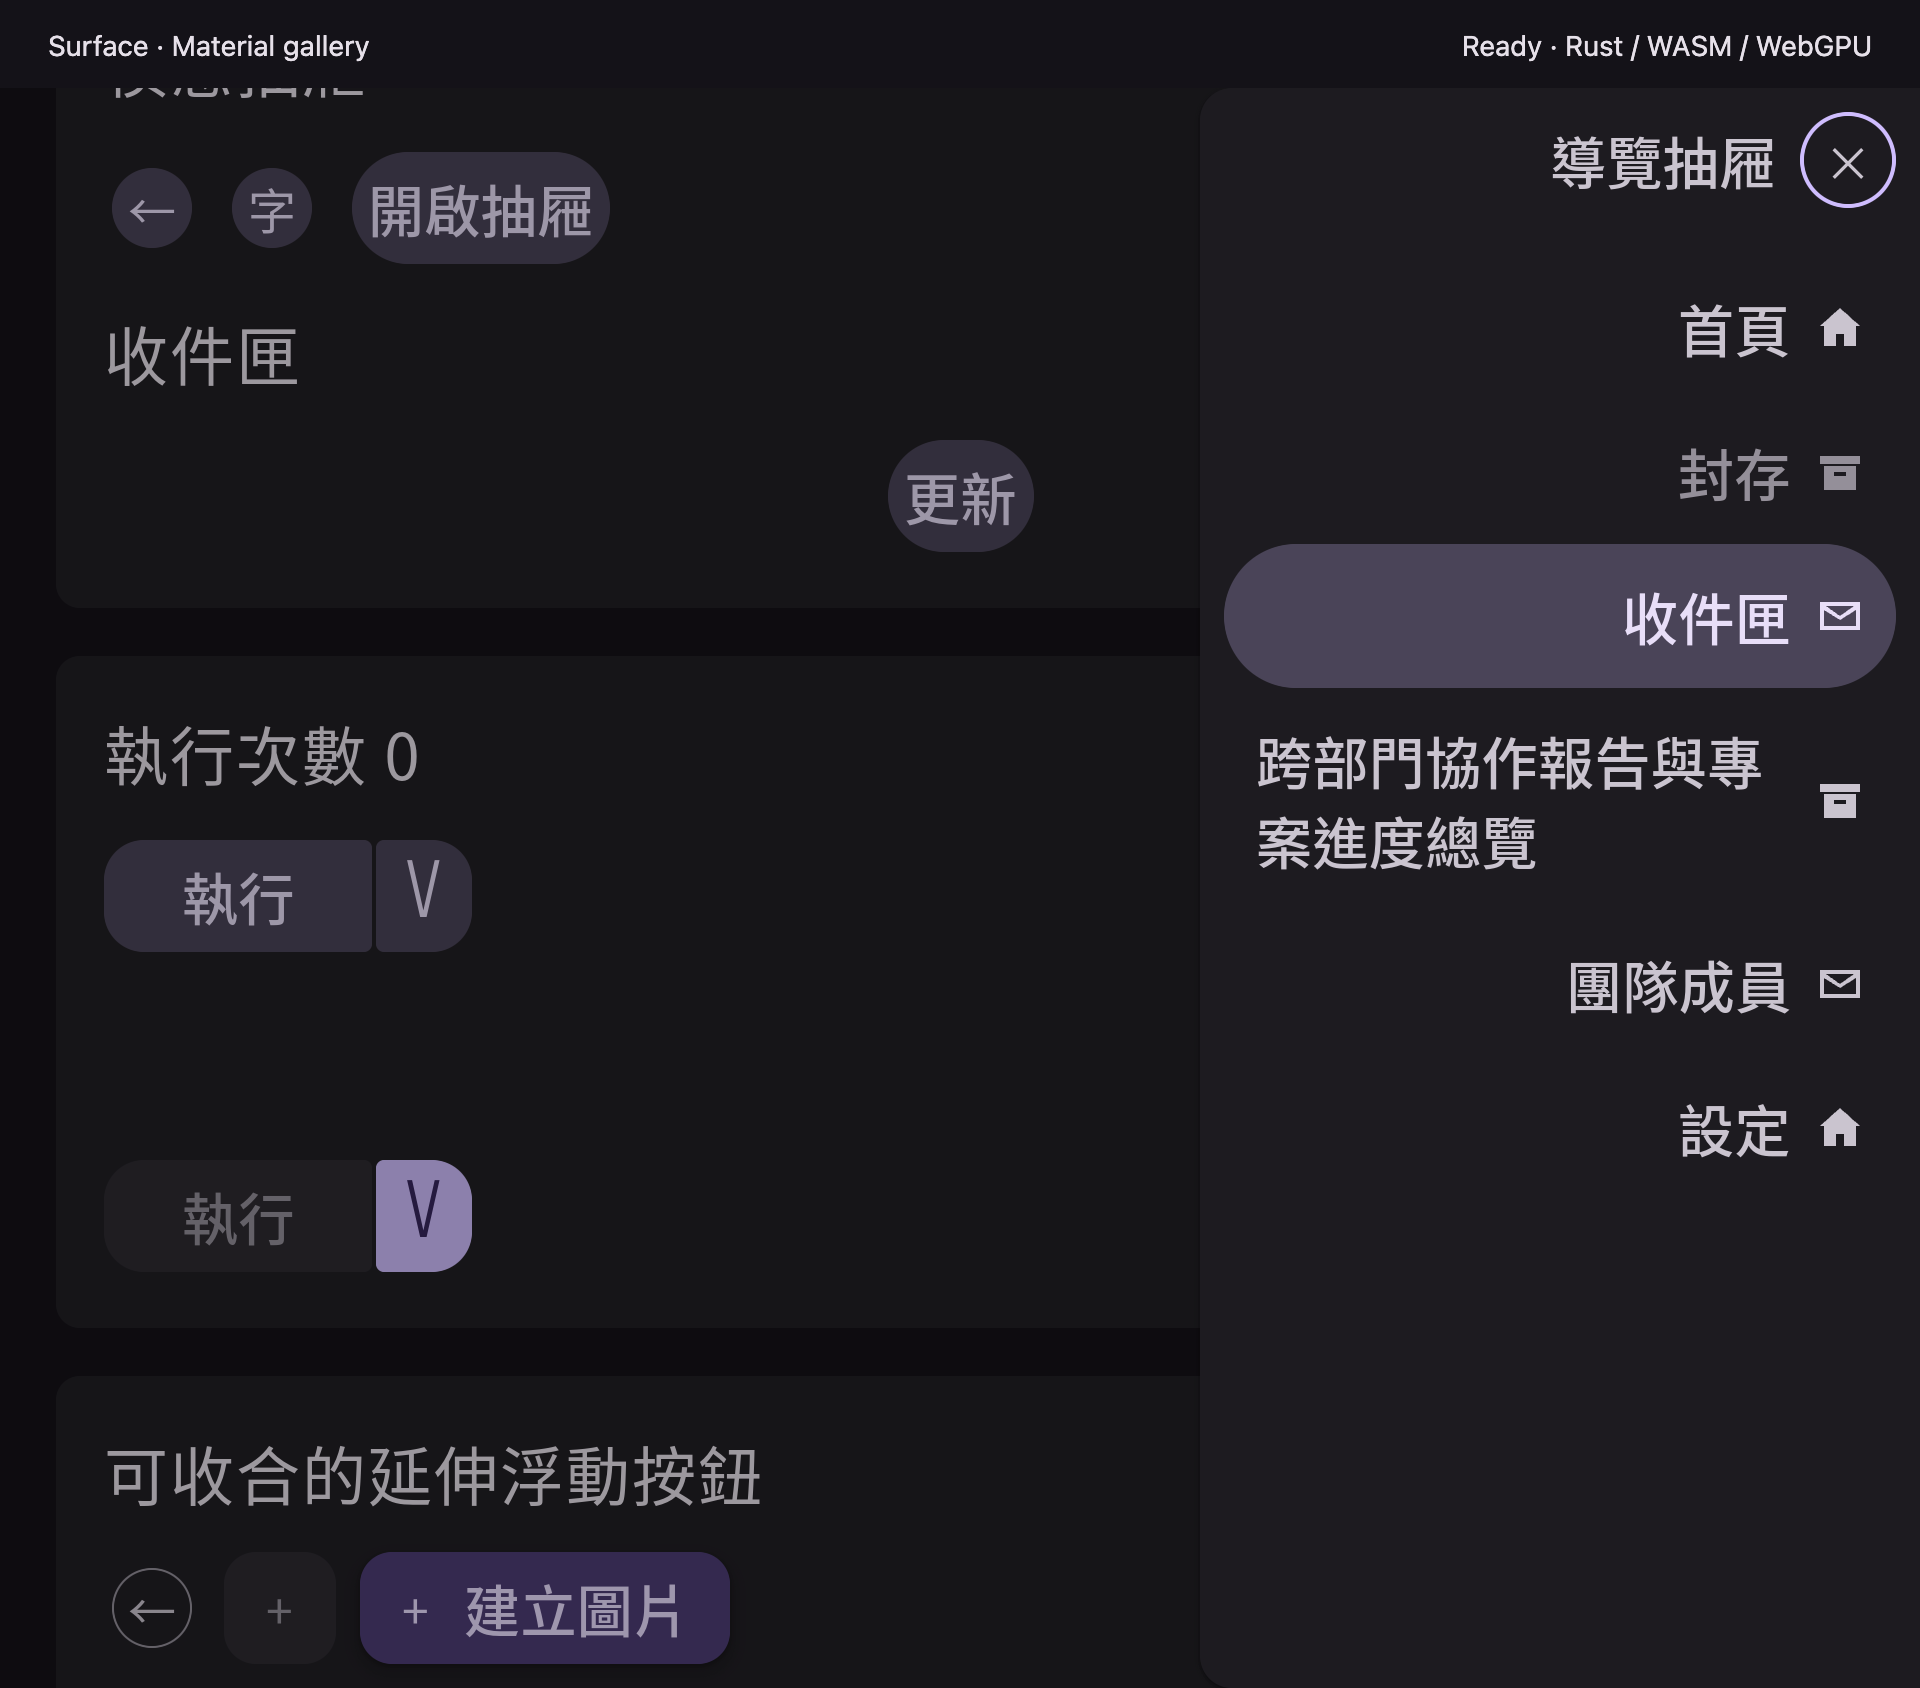 Surface · Material gallery
Ready · Rust / WASM / WebGPU
← 字 開啟抽屜
收件匣
更新
執行次數 0
執行 V
執行 V
可收合的延伸浮動按鈕
← + + 建立圖片
導覽抽屜 ×
首頁
封存
收件匣
跨部門協作報告與專
案進度總覽
團隊成員
設定